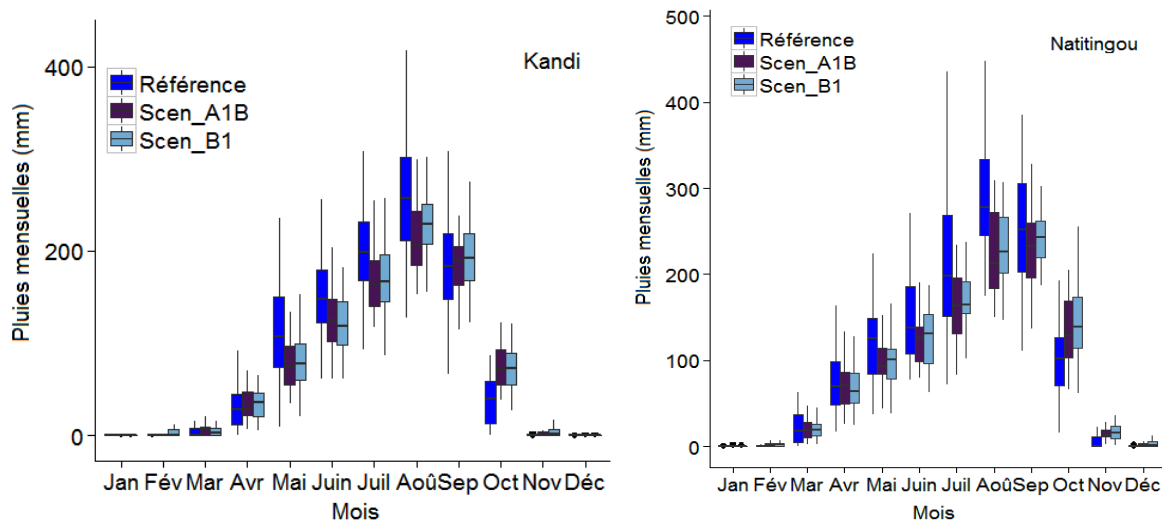 Kandi
Référence
Scen_A1B
Scen_B1
Pluies mensuelles (mm)
400
200
0
Jan Fév Mar Avr Mai Juin Juil Aoû Sep Oct Nov Déc
Mois
Natitingou
Référence
Scen_A1B
Scen_B1
Pluies mensuelles (mm)
500
400
300
200
100
0
Jan Fév Mar Avr Mai Juin Juil Aoû Sep Oct Nov Déc
Mois